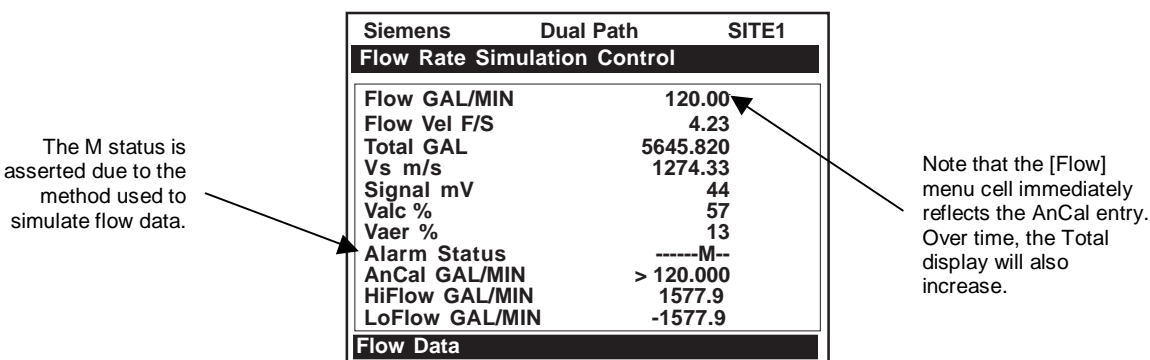 Siemens Dual Path SITE1
Flow Rate Simulation Control
Flow GAL/MIN 120.00
Flow Vel F/S 4.23
Total GAL 5645.820
Vs m/s 1274.33
Signal mV 44
Valc % 57
Vaer % 13
Alarm Status ------M--
AnCal GAL/MIN > 120.000
HiFlow GAL/MIN 1577.9
LoFlow GAL/MIN -1577.9
Flow Data
The M status is
asserted due to the
method used to
simulate flow data.
Note that the [Flow]
menu cell immediately
reflects the AnCal entry.
Over time, the Total
display will also
increase.